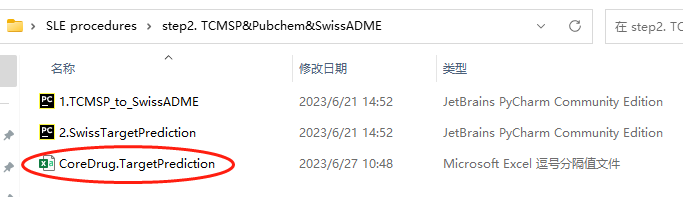 SLE procedures > step2. TCMSP&Pubchem&SwissADME
在 step2. TCM
名称 修改日期 类型
1.TCMSP_to_SwissADME 2023/6/21 14:52 JetBrains PyCharm Community Edition
2.SwissTargetPrediction 2023/6/21 14:52 JetBrains PyCharm Community Edition
CoreDrug.TargetPrediction 2023/6/27 10:48 Microsoft Excel 逗号分隔值文件